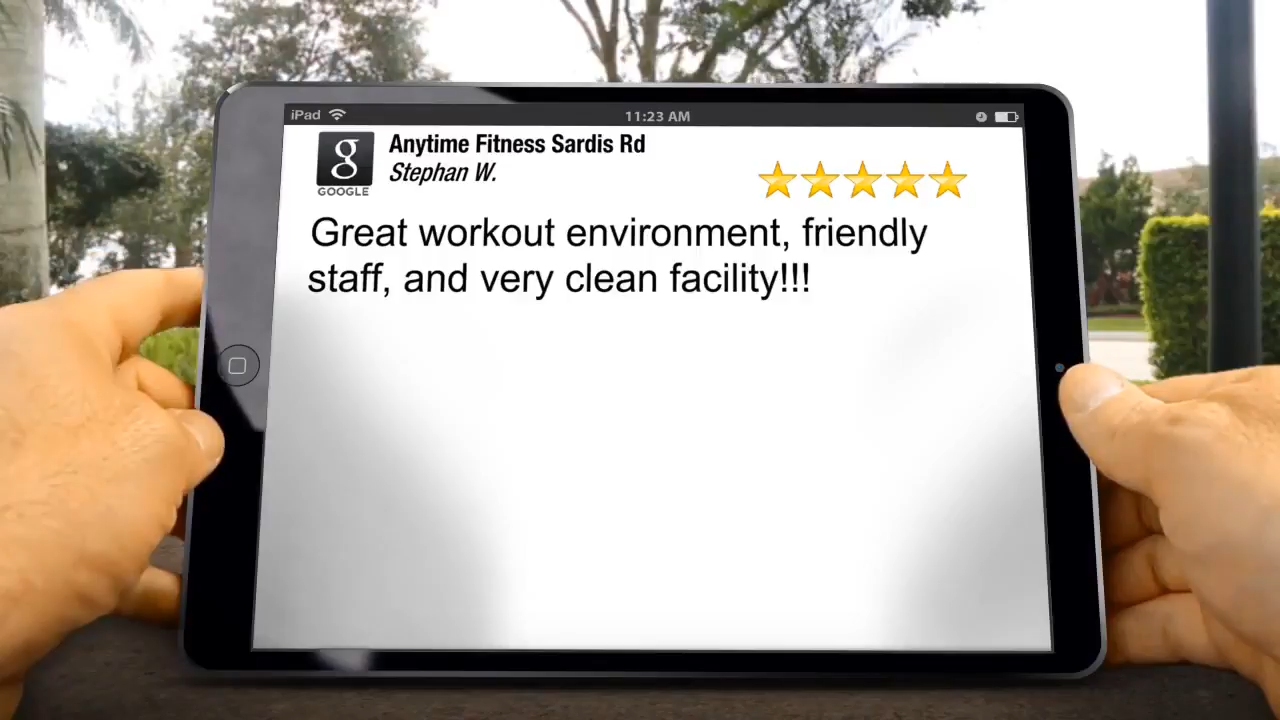 iPad
11:23 AM
g
GOOGLE
Anytime Fitness Sardis Rd
Stephan W.
Great workout environment, friendly
staff, and very clean facility!!!